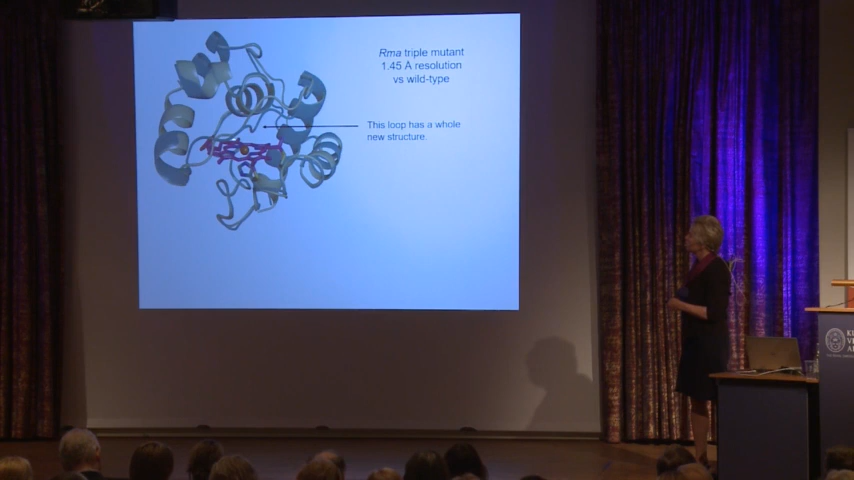 Rma triple mutant
1.45 Å resolution
vs wild-type
This loop has a whole
new structure.